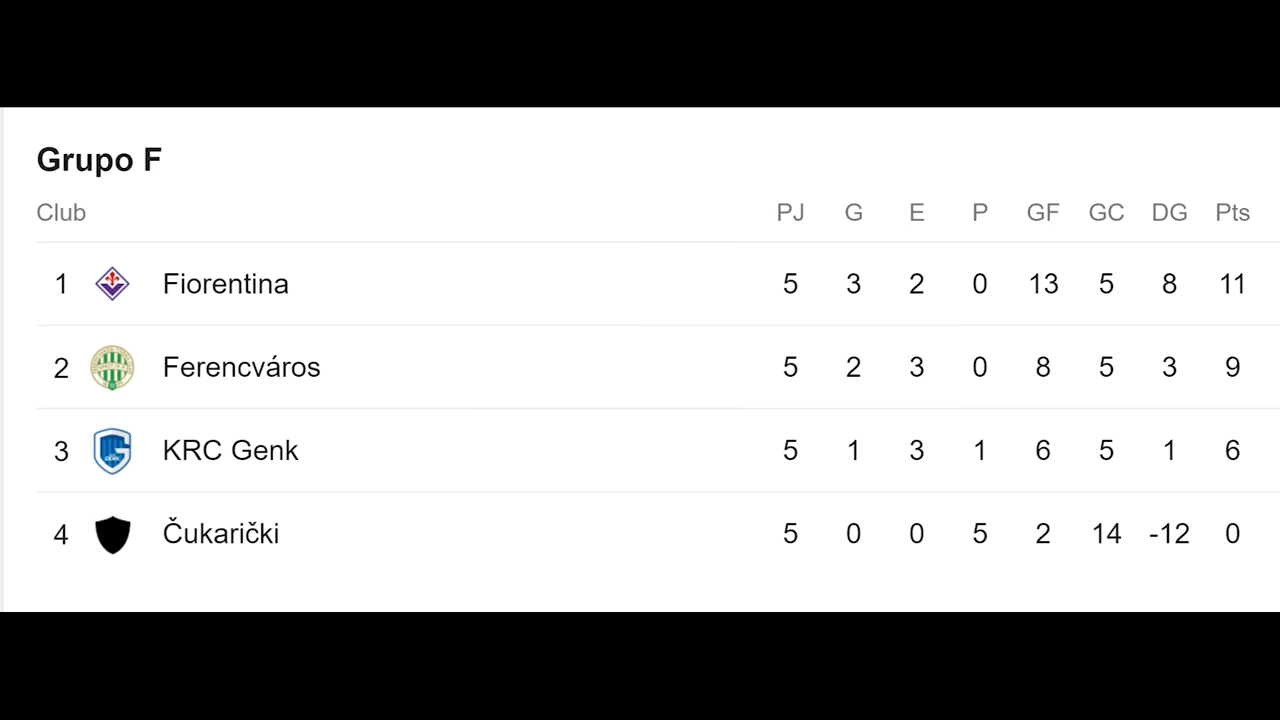 Grupo F
Club PJ G E P GF GC DG Pts
1 Fiorentina 5 3 2 0 13 5 8 11
2 Ferencváros 5 2 3 0 8 5 3 9
3 KRC Genk 5 1 3 1 6 5 1 6
4 Čukarički 5 0 0 5 2 14 -12 0